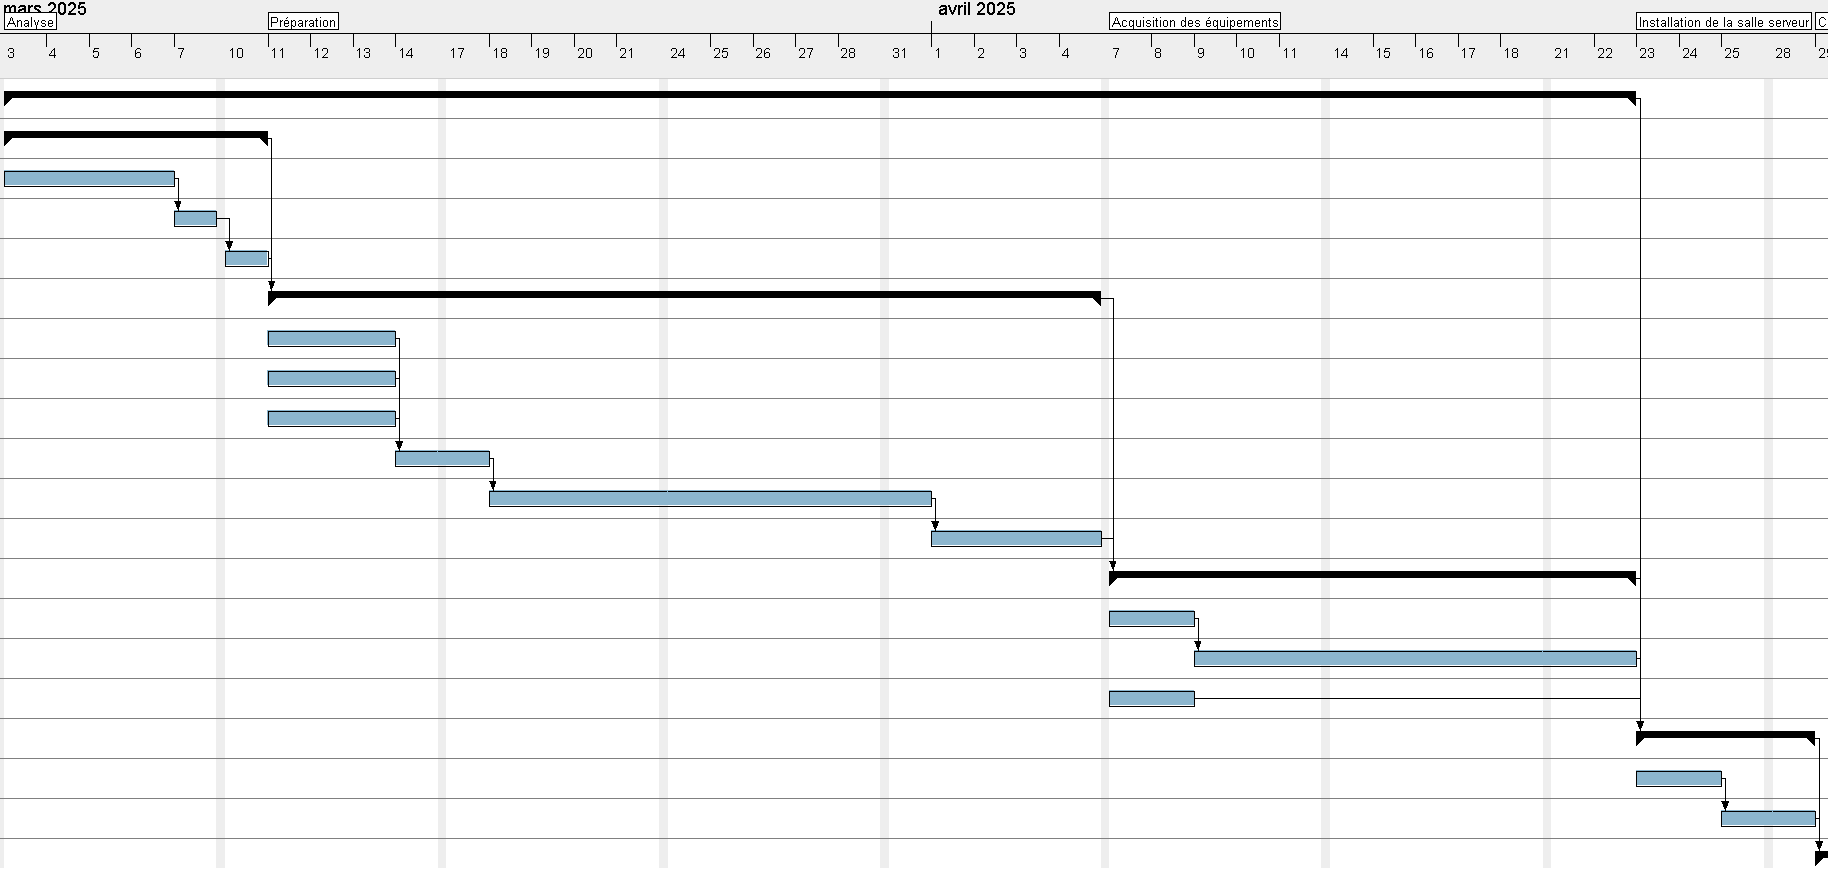 mars 2025 avril 2025
Analyse Préparation Acquisition des équipements Installation de la salle serveur C
3 4 5 6 7 10 11 12 13 14 17 18 19 20 21 24 25 26 27 28 31 1 2 3 4 7 8 9 10 11 14 15 16 17 18 21 22 23 24 25 28 29